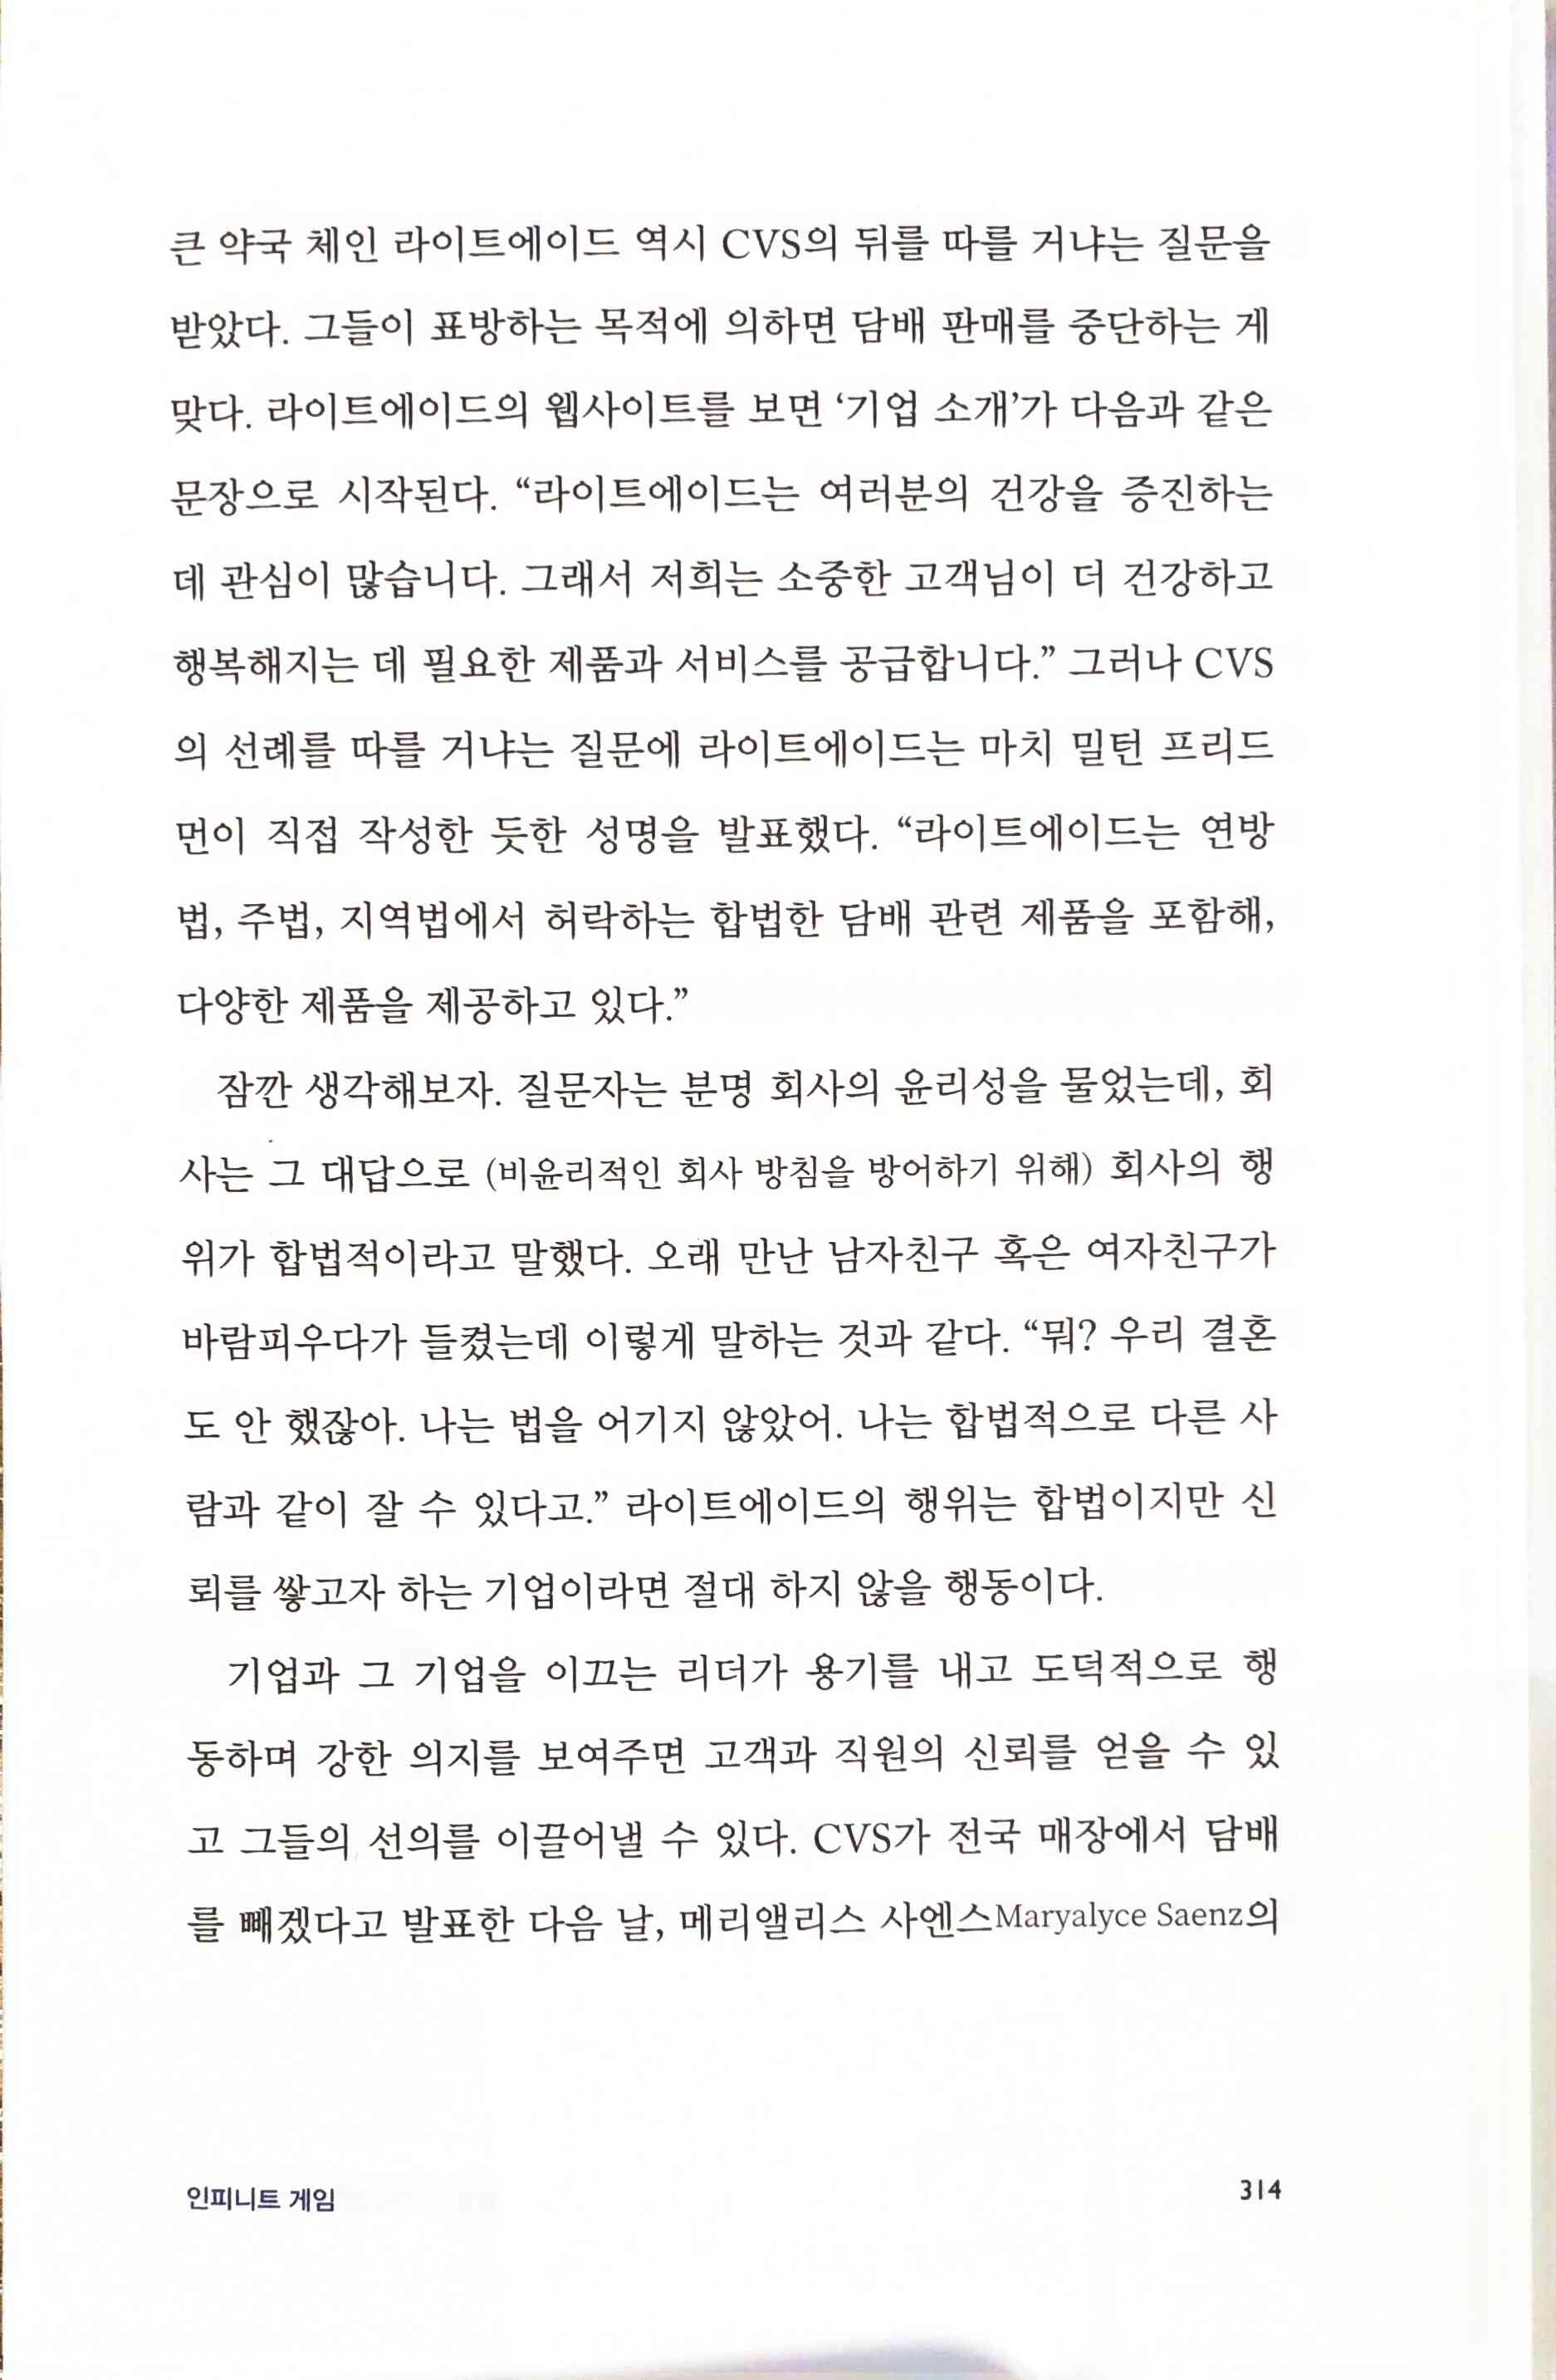 큰 약국 체인 라이트에이드 역시 CVS의 뒤를 따를 거냐는 질문을
받았다. 그들이 표방하는 목적에 의하면 담배 판매를 중단하는 게
맞다. 라이트에이드의 웹사이트를 보면 ‘기업 소개’가 다음과 같은
문장으로 시작된다. “라이트에이드는 여러분의 건강을 증진하는
데 관심이 많습니다. 그래서 저희는 소중한 고객님이 더 건강하고
행복해지는 데 필요한 제품과 서비스를 공급합니다.” 그러나 CVS
의 선례를 따를 거냐는 질문에 라이트에이드는 마치 밀턴 프리드
먼이 직접 작성한 듯한 성명을 발표했다. “라이트에이드는 연방
법, 주법, 지역법에서 허락하는 합법한 담배 관련 제품을 포함해,
다양한 제품을 제공하고 있다.”
잠깐 생각해보자. 질문자는 분명 회사의 윤리성을 물었는데, 회
사는 그 대답으로 (비윤리적인 회사 방침을 방어하기 위해) 회사의 행
위가 합법적이라고 말했다. 오래 만난 남자친구 혹은 여자친구가
바람피우다가 들켰는데 이렇게 말하는 것과 같다. “뭐? 우리 결혼
도 안 했잖아. 나는 법을 어기지 않았어. 나는 합법적으로 다른 사
람과 같이 잘 수 있다고.” 라이트에이드의 행위는 합법이지만 신
뢰를 쌓고자 하는 기업이라면 절대 하지 않을 행동이다.
기업과 그 기업을 이끄는 리더가 용기를 내고 도덕적으로 행
동하며 강한 의지를 보여주면 고객과 직원의 신뢰를 얻을 수 있
고 그들의 선의를 이끌어낼 수 있다. CVS가 전국 매장에서 담배
를 빼겠다고 발표한 다음 날, 메리앨리스 사엔스Maryalyce Saenz의
인피니트 게임
314